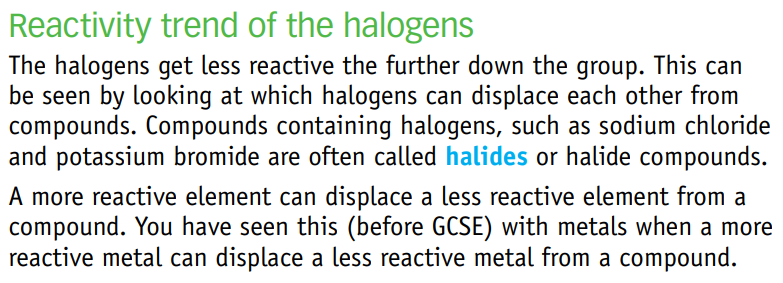 Reactivity trend of the halogens
The halogens get less reactive the further down the group. This can
be seen by looking at which halogens can displace each other from
compounds. Compounds containing halogens, such as sodium chloride
and potassium bromide are often called halides or halide compounds.
A more reactive element can displace a less reactive element from a
compound. You have seen this (before GCSE) with metals when a more
reactive metal can displace a less reactive metal from a compound.